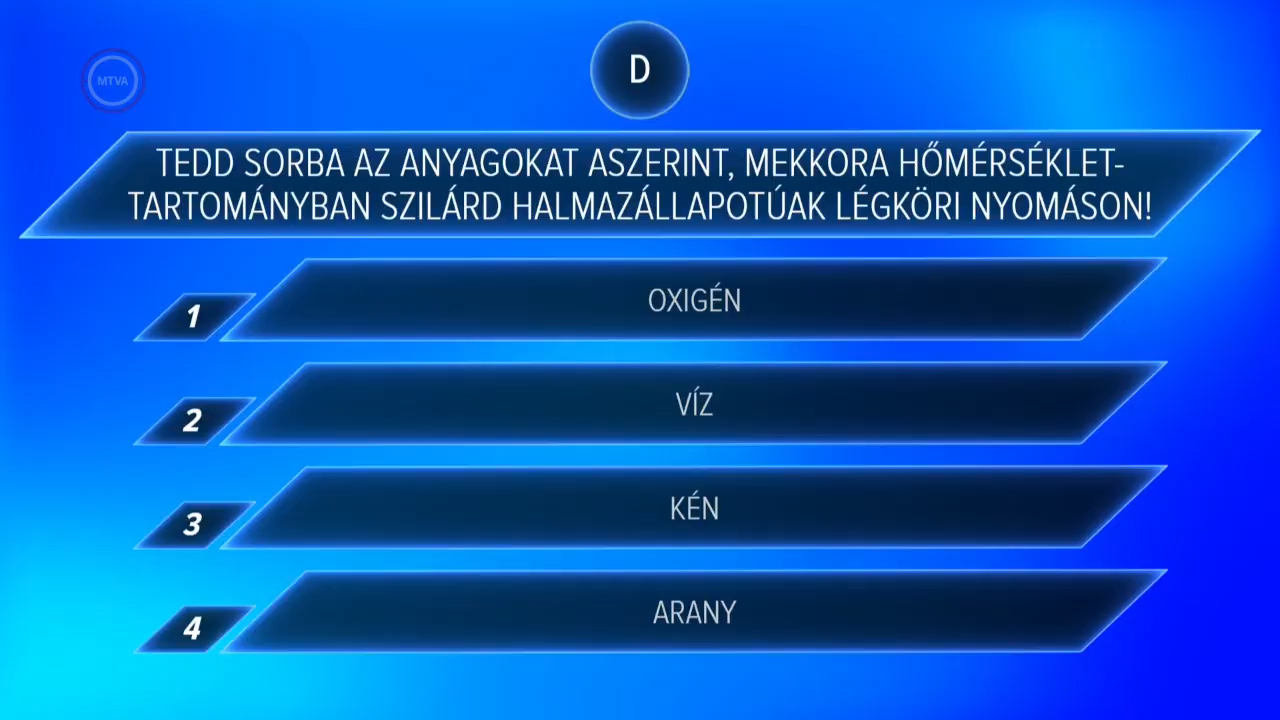 D
MTVA
TEDD SORBA AZ ANYAGOKAT ASZERINT, MEKKORA HŐMÉRSÉKLET-
TARTOMÁNYBAN SZILÁRD HALMAZÁLLAPOTÚAK LÉGKÖRI NYOMÁSON!
1 OXIGÉN
2 VÍZ
3 KÉN
4 ARANY